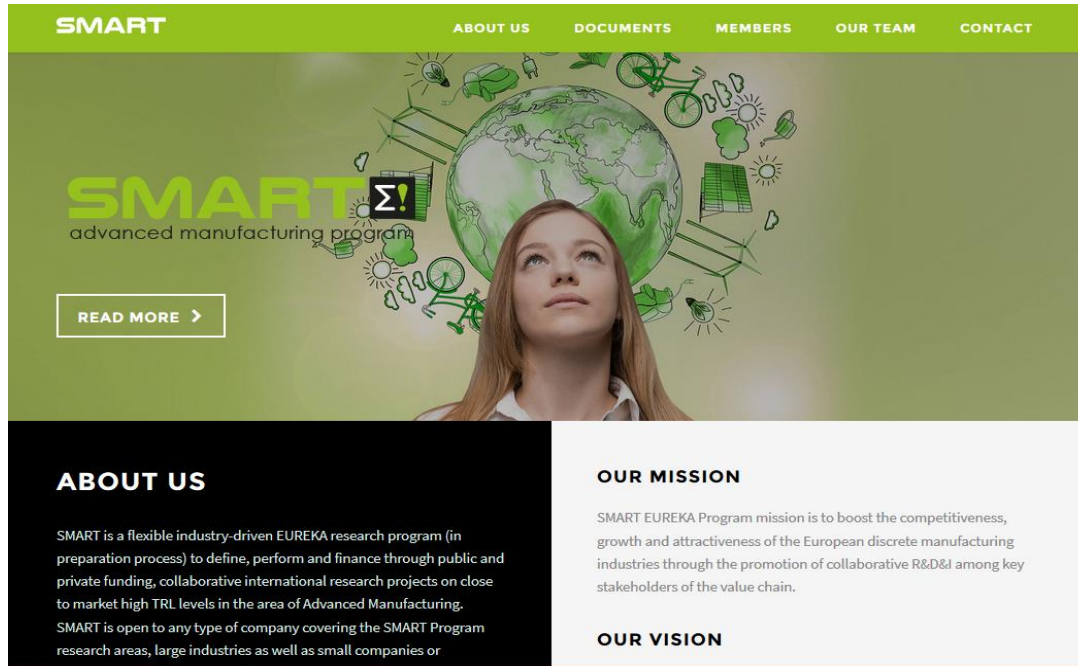 SMART
ABOUT US
DOCUMENTS
MEMBERS
OUR TEAM
CONTACT
SMART Σ!
advanced manufacturing program
READ MORE >
ABOUT US
SMART is a flexible industry-driven EUREKA research program (in
preparation process) to define, perform and finance through public and
private funding, collaborative international research projects on close
to market high TRL levels in the area of Advanced Manufacturing.
SMART is open to any type of company covering the SMART Program
research areas, large industries as well as small companies or
OUR MISSION
SMART EUREKA Program mission is to boost the competitiveness,
growth and attractiveness of the European discrete manufacturing
industries through the promotion of collaborative R&D&I among key
stakeholders of the value chain.
OUR VISION